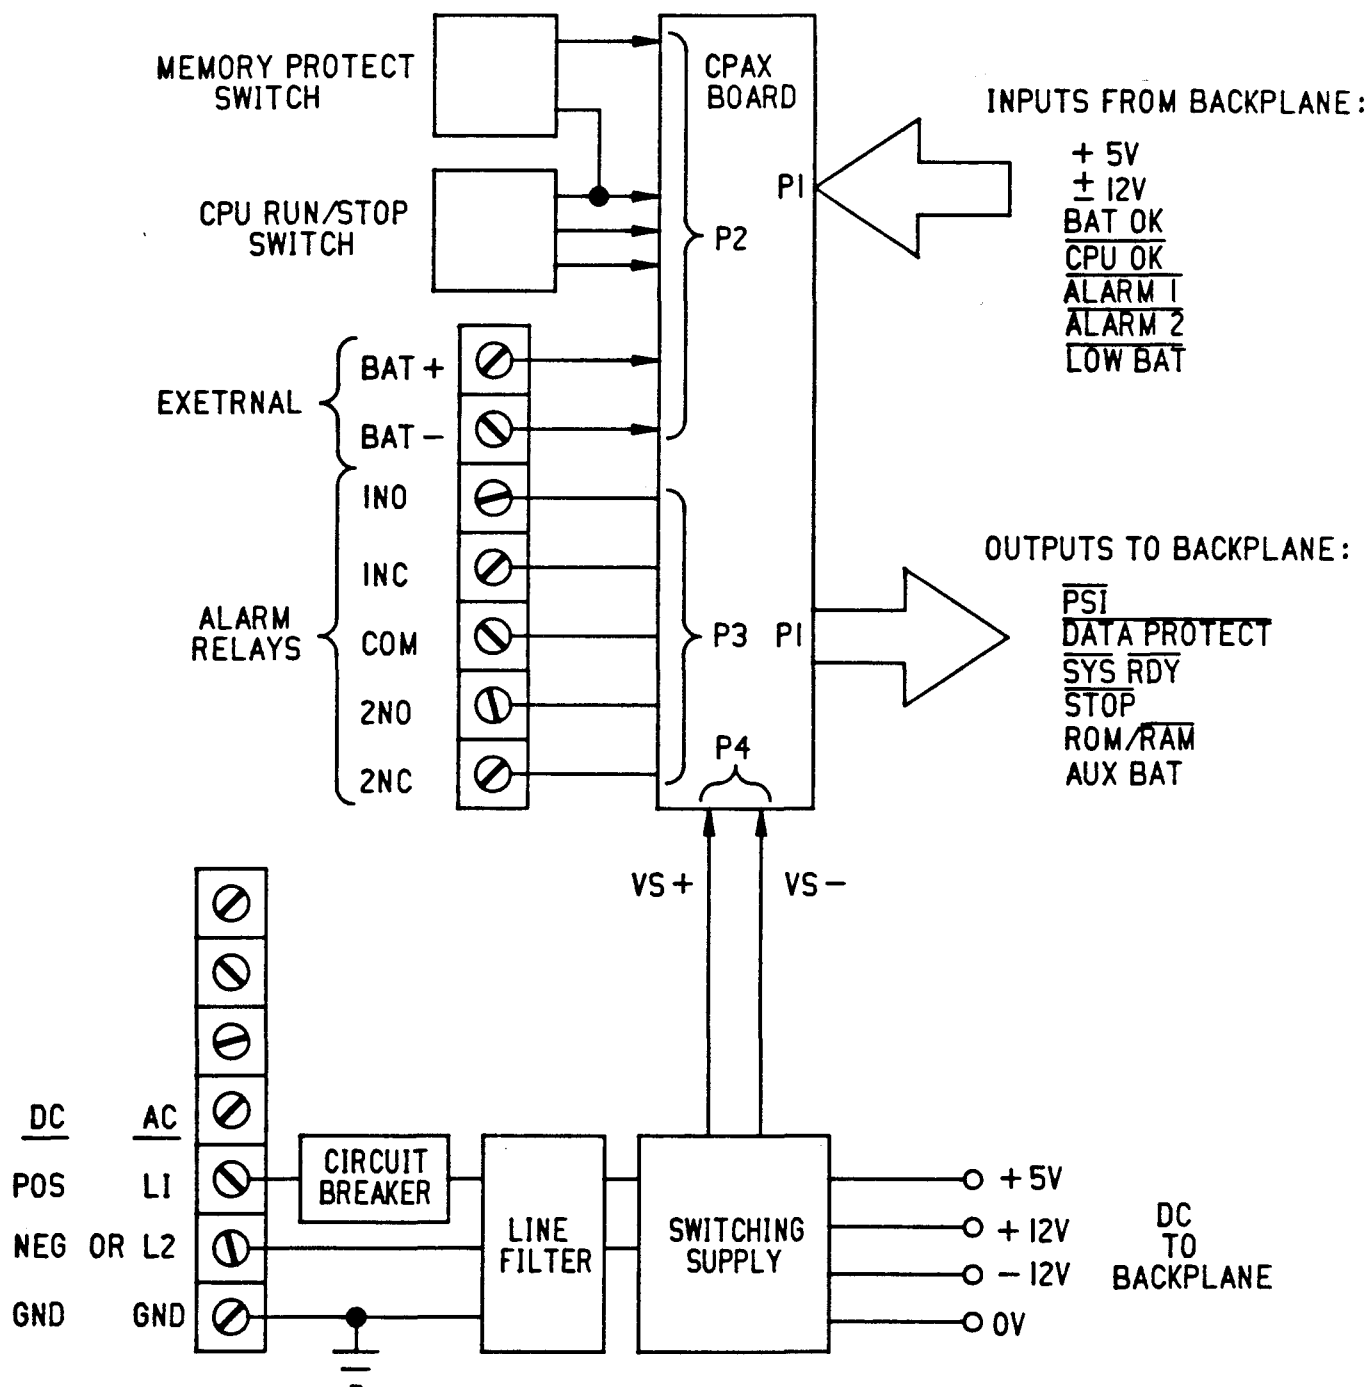 MEMORY PROTECT
SWITCH
CPAX
BOARD
INPUTS FROM BACKPLANE:
+ 5V
± 12V
BAT OK
CPU OK
ALARM 1
ALARM 2
LOW BAT
P1
CPU RUN/STOP
SWITCH
P2
EXETRNAL
BAT +
BAT −
ALARM
RELAYS
1NO
1NC
COM
2NO
2NC
P3
P1
OUTPUTS TO BACKPLANE:
PS1
DATA PROTECT
SYS RDY
STOP
ROM/RAM
AUX BAT
P4
VS +
VS −
DC
AC
POS
L1
NEG OR L2
GND
GND
CIRCUIT
BREAKER
LINE
FILTER
SWITCHING
SUPPLY
+ 5V
+ 12V
− 12V
0V
DC
TO
BACKPLANE